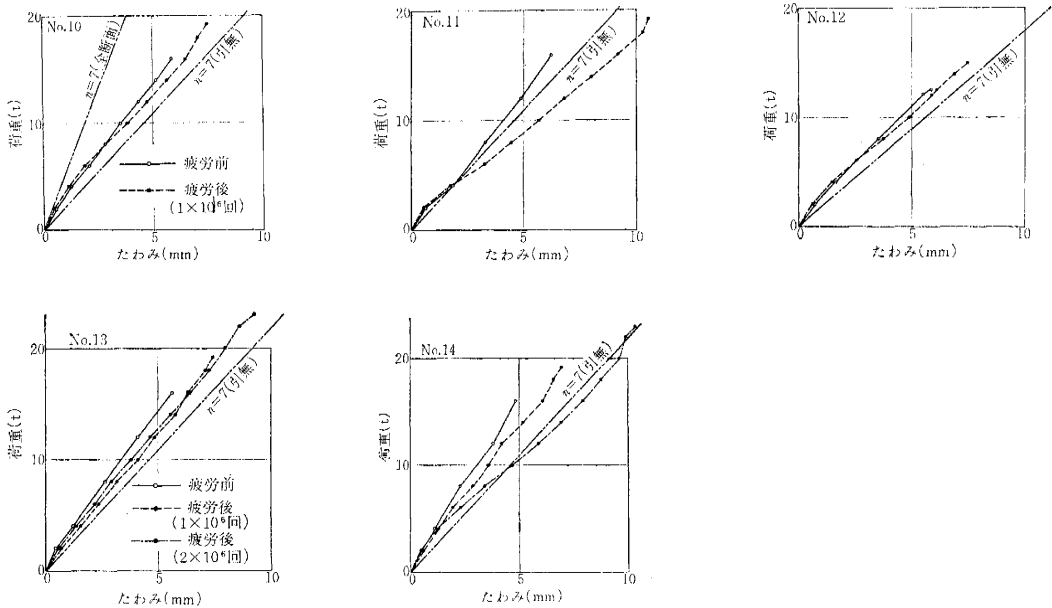 No.10
20
10
0
5
10
荷重(t)
たわみ(mm)
n=7(全断面)
n=7(引無)
疲労前
疲労後
(1×10⁶回)
No.11
20
10
0
5
10
荷重(t)
たわみ(mm)
n=7(引無)
No.12
20
10
0
5
10
荷重(t)
たわみ(mm)
n=7(引無)
No.13
20
10
0
0
5
10
荷重(t)
たわみ(mm)
n=7(引無)
疲労前
疲労後
(1×10⁶回)
疲労後
(2×10⁶回)
No.14
20
10
0
0
5
10
荷重(t)
たわみ(mm)
n=7(引無)